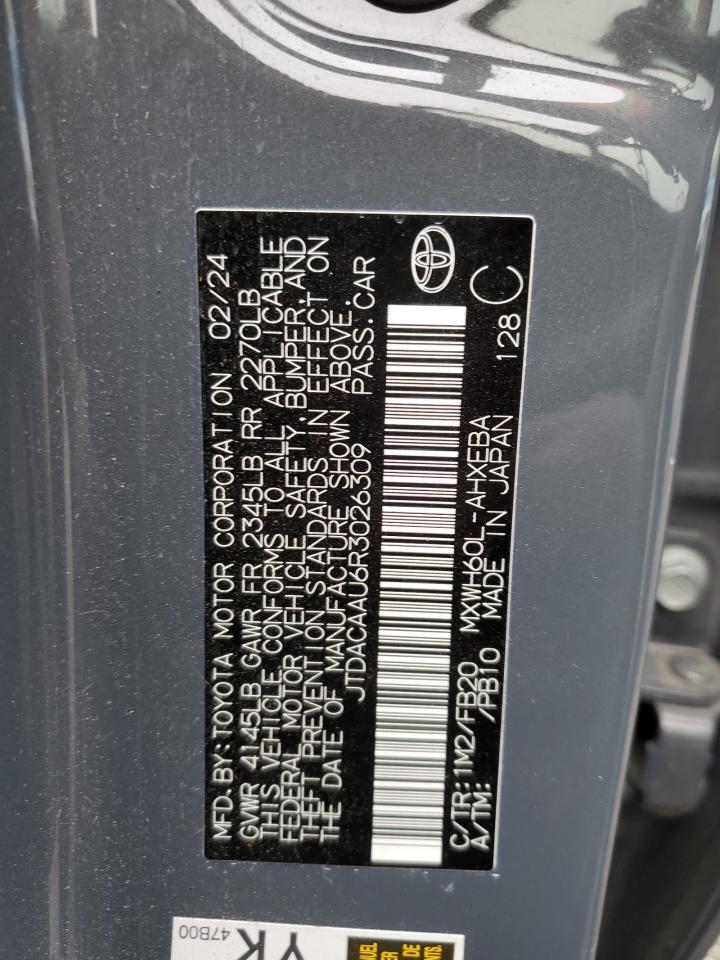 MFD. BY: TOYOTA MOTOR CORPORATION 02/24
GVWR 4145LB GAWR FR 2345LB RR 2270LB
THIS VEHICLE CONFORMS TO ALL APPLICABLE
FEDERAL MOTOR VEHICLE SAFETY, BUMPER, AND
THEFT PREVENTION STANDARDS IN EFFECT ON
THE DATE OF MANUFACTURE SHOWN ABOVE.
JTDACAAU6R3026309 PASS. CAR
C/TR: 1M2/FB20 MXWH60L-AHXEBA 128 C
A/TM: /PB10 MADE IN JAPAN
47B00
YK
DE